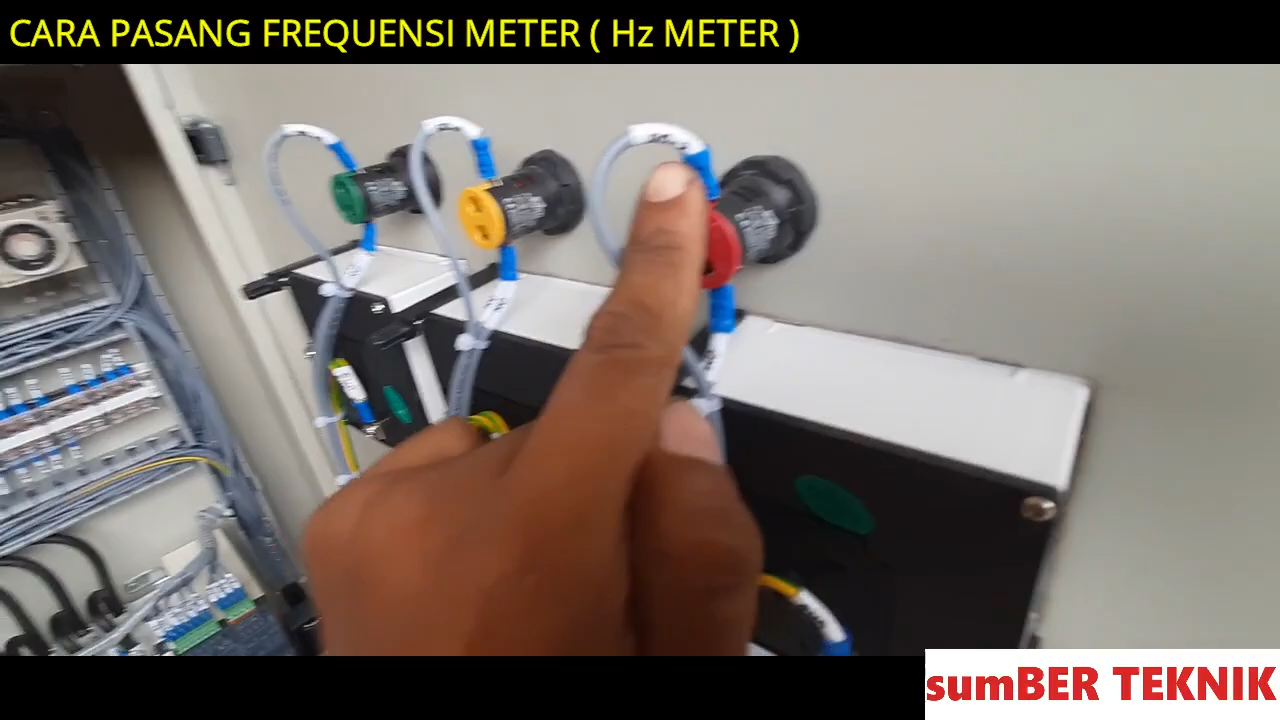 CARA PASANG FREQUENSI METER ( Hz METER )
sumBER TEKNIK